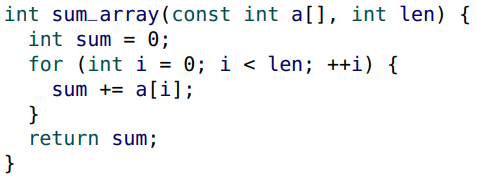 int sum_array(const int a[], int len) {
  int sum = 0;
  for (int i = 0; i < len; ++i) {
    sum += a[i];
  }
  return sum;
}